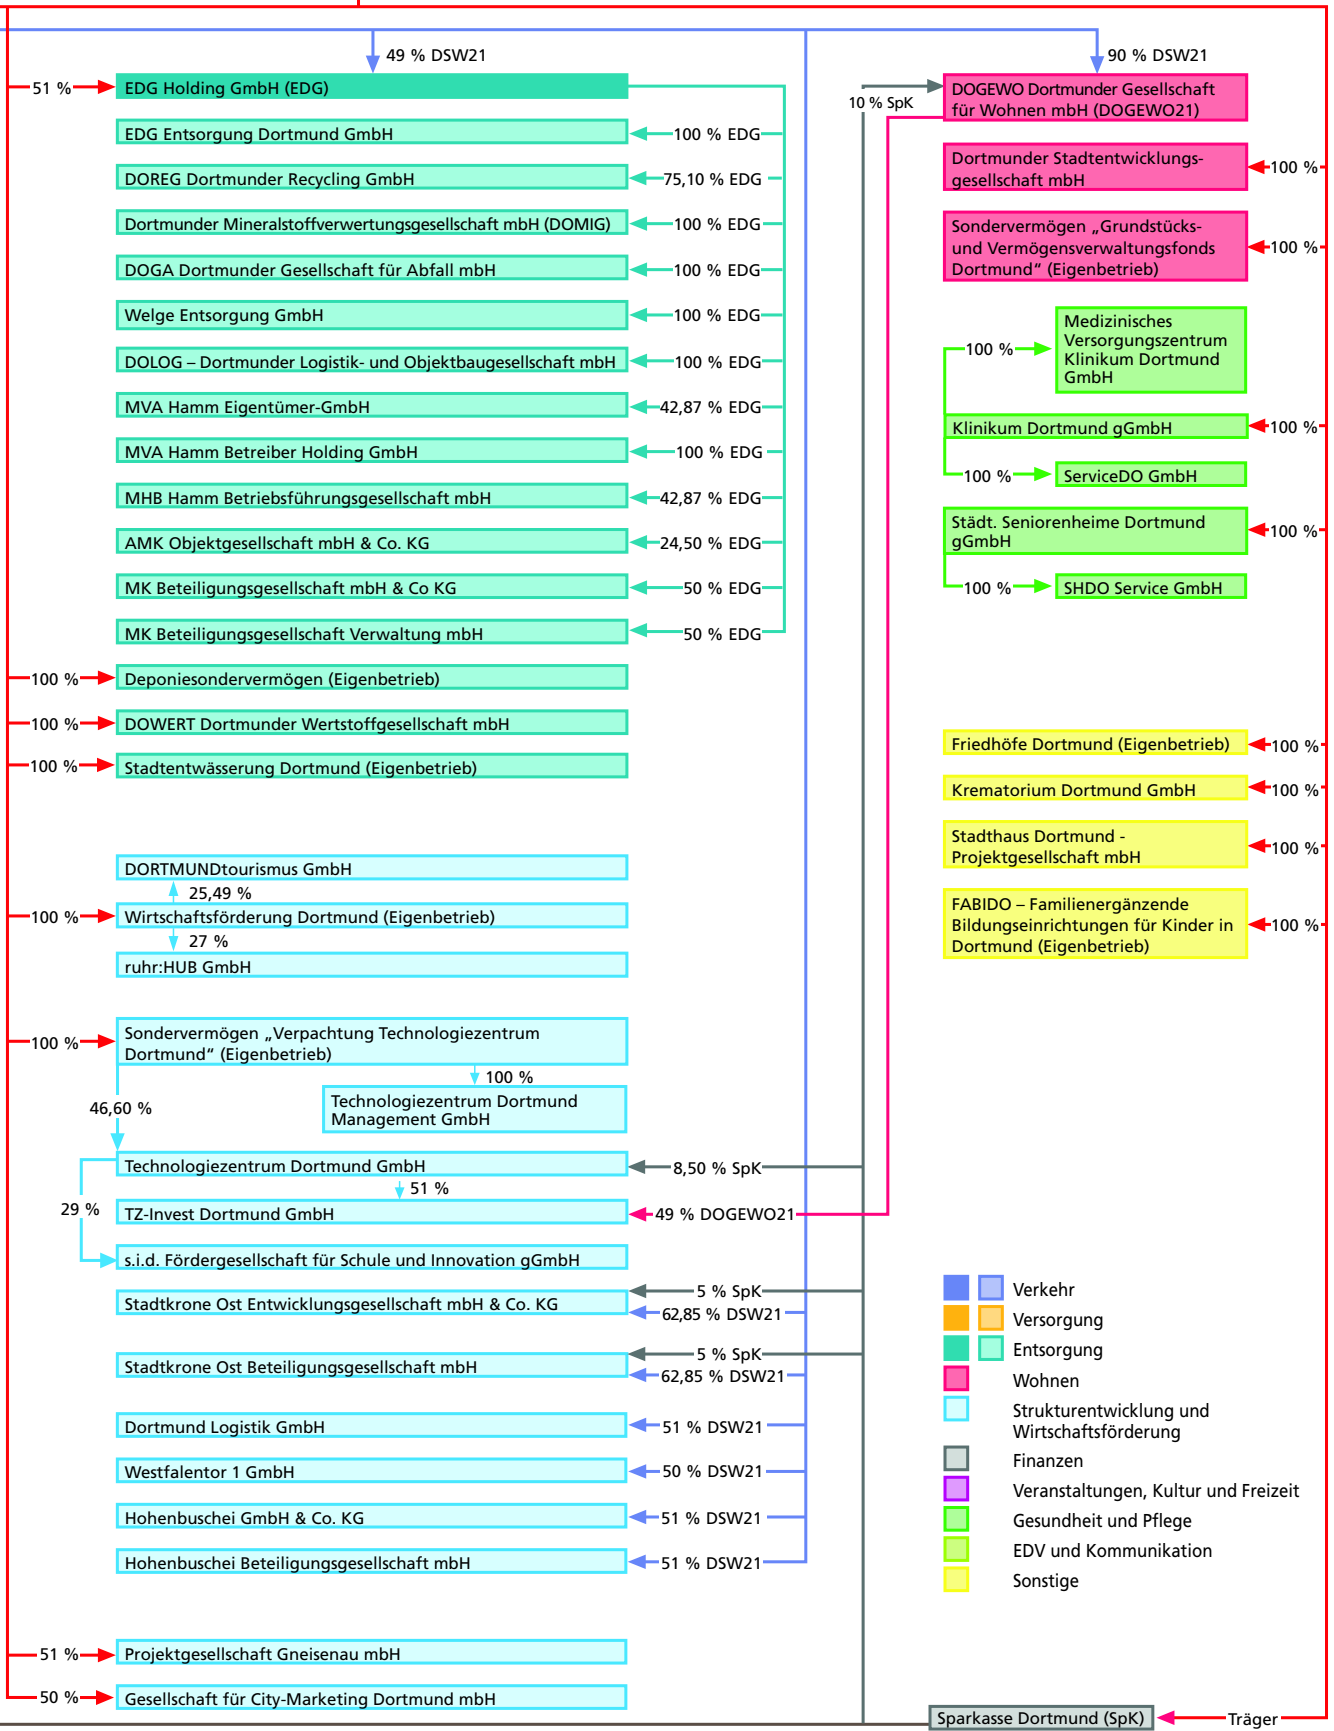 49 % DSW21
51 %
EDG Holding GmbH (EDG)
EDG Entsorgung Dortmund GmbH
100 % EDG
DOREG Dortmunder Recycling GmbH
75,10 % EDG
Dortmunder Mineralstoffverwertungsgesellschaft mbH (DOMIG)
100 % EDG
DOGA Dortmunder Gesellschaft für Abfall mbH
100 % EDG
Welge Entsorgung GmbH
100 % EDG
DOLOG – Dortmunder Logistik- und Objektbaugesellschaft mbH
100 % EDG
MVA Hamm Eigentümer-GmbH
42,87 % EDG
MVA Hamm Betreiber Holding GmbH
100 % EDG
MHB Hamm Betriebsführungsgesellschaft mbH
42,87 % EDG
AMK Objektgesellschaft mbH & Co. KG
24,50 % EDG
MK Beteiligungsgesellschaft mbH & Co KG
50 % EDG
MK Beteiligungsgesellschaft Verwaltung mbH
50 % EDG
100 %
Deponiesondervermögen (Eigenbetrieb)
100 %
DOWERT Dortmunder Wertstoffgesellschaft mbH
100 %
Stadtentwässerung Dortmund (Eigenbetrieb)
DORTMUNDtourismus GmbH
25,49 %
100 %
Wirtschaftsförderung Dortmund (Eigenbetrieb)
27 %
ruhr:HUB GmbH
100 %
Sondervermögen „Verpachtung Technologiezentrum
Dortmund“ (Eigenbetrieb)
100 %
46,60 %
Technologiezentrum Dortmund
Management GmbH
Technologiezentrum Dortmund GmbH
8,50 % SpK
51 %
29 %
TZ-Invest Dortmund GmbH
49 % DOGEWO21
s.i.d. Fördergesellschaft für Schule und Innovation gGmbH
Stadtkrone Ost Entwicklungsgesellschaft mbH & Co. KG
5 % SpK
62,85 % DSW21
Stadtkrone Ost Beteiligungsgesellschaft mbH
5 % SpK
62,85 % DSW21
Dortmund Logistik GmbH
51 % DSW21
Westfalentor 1 GmbH
50 % DSW21
Hohenbuschei GmbH & Co. KG
51 % DSW21
Hohenbuschei Beteiligungsgesellschaft mbH
51 % DSW21
51 %
Projektgesellschaft Gneisenau mbH
50 %
Gesellschaft für City-Marketing Dortmund mbH
90 % DSW21
10 % SpK
DOGEWO Dortmunder Gesellschaft
für Wohnen mbH (DOGEWO21)
Dortmunder Stadtentwicklungs-
gesellschaft mbH
100 %
Sondervermögen „Grundstücks-
und Vermögensverwaltungsfonds
Dortmund“ (Eigenbetrieb)
100 %
Medizinisches
Versorgungszentrum
Klinikum Dortmund
GmbH
100 %
Klinikum Dortmund gGmbH
100 %
100 %
ServiceDO GmbH
Städt. Seniorenheime Dortmund
gGmbH
100 %
100 %
SHDO Service GmbH
Friedhöfe Dortmund (Eigenbetrieb)
100 %
Krematorium Dortmund GmbH
100 %
Stadthaus Dortmund -
Projektgesellschaft mbH
100 %
FABIDO – Familienergänzende
Bildungseinrichtungen für Kinder in
Dortmund (Eigenbetrieb)
100 %
Verkehr
Versorgung
Entsorgung
Wohnen
Strukturentwicklung und
Wirtschaftsförderung
Finanzen
Veranstaltungen, Kultur und Freizeit
Gesundheit und Pflege
EDV und Kommunikation
Sonstige
Sparkasse Dortmund (SpK)
Träger